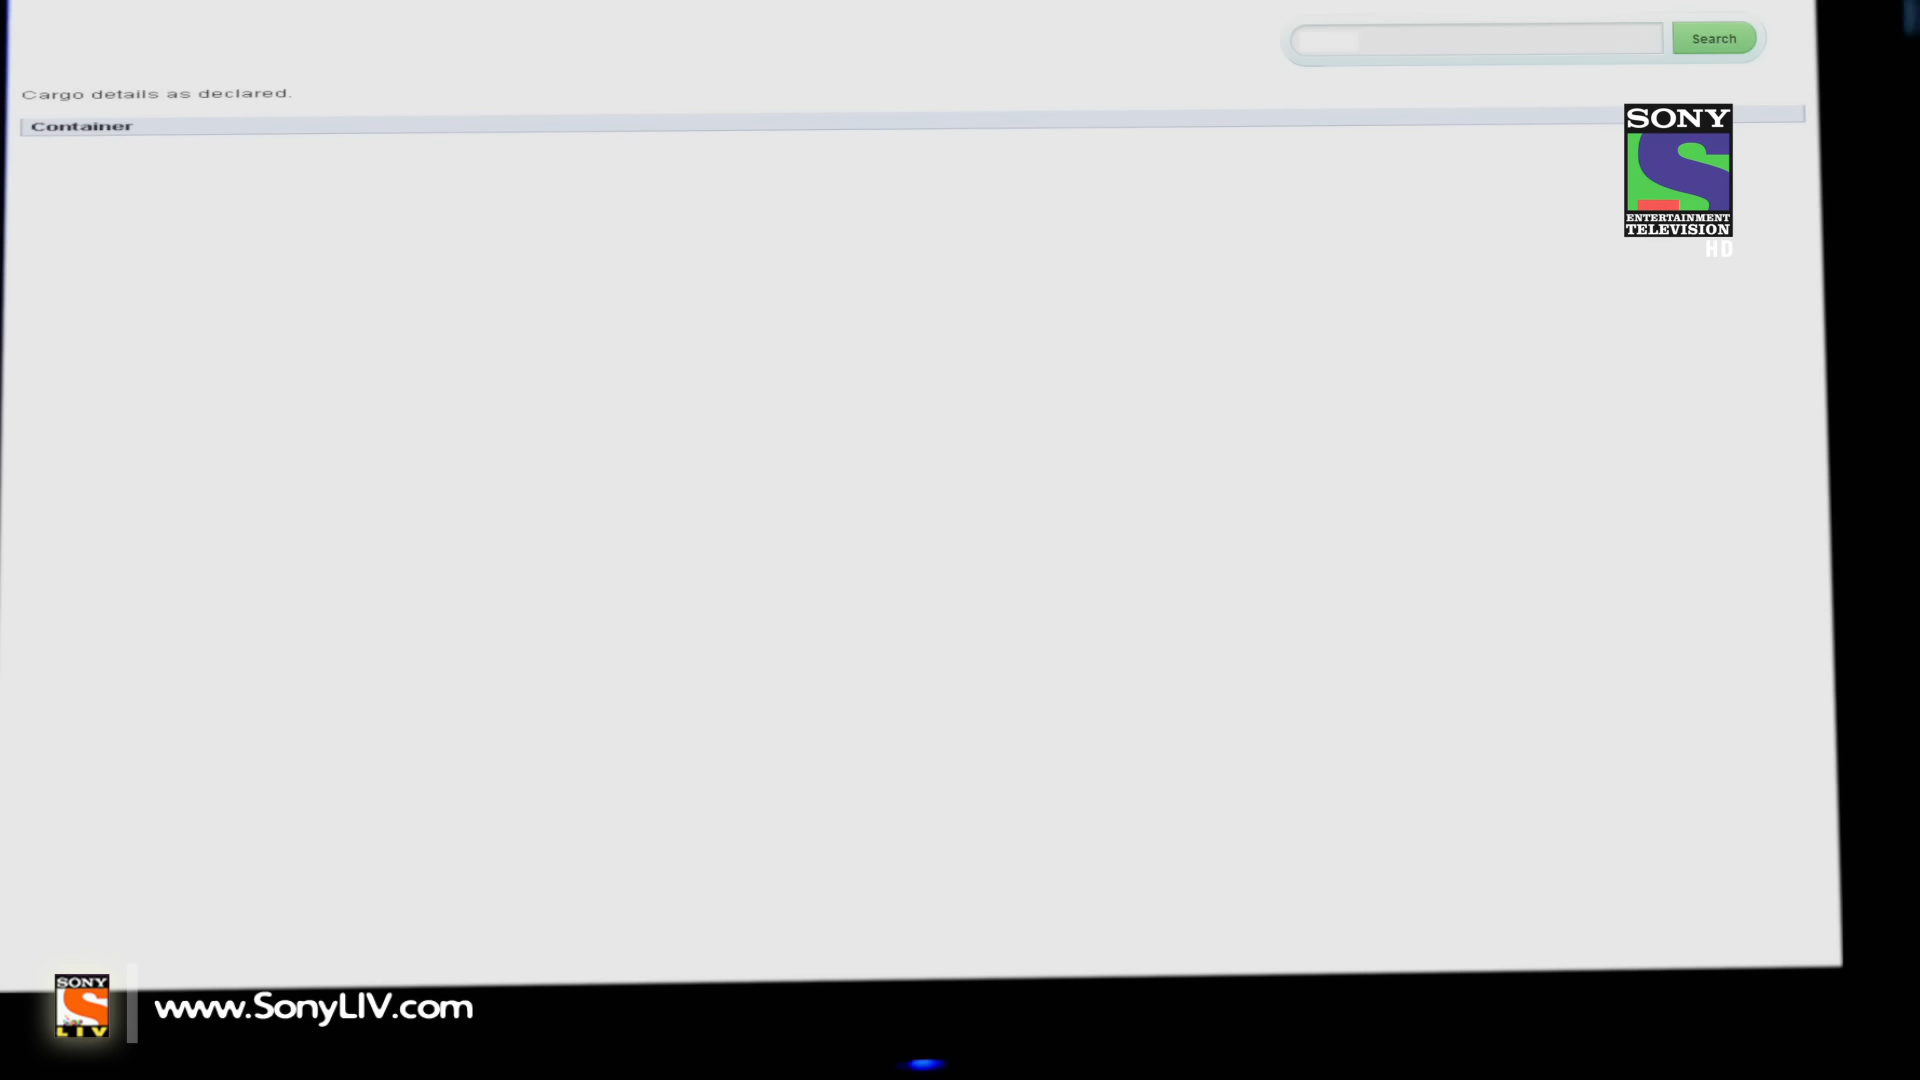 Search
Cargo details as declared.
Container
SONY
ENTERTAINMENT
TELEVISION
HD
SONY
LIV
www.SonyLIV.com